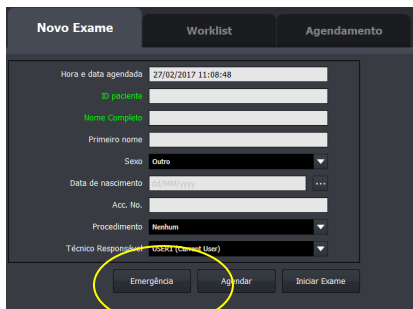 Novo Exame Worklist Agendamento
Hora e data agendada 27/02/2017 11:08:48
ID paciente
Nome Completo
Primeiro nome
Sexo Outro
Data de nascimento dd/MM/yyyy ...
Acc. No.
Procedimento Nenhum
Técnico Responsável USER1 (Current User)
Emergência Agendar Iniciar Exame